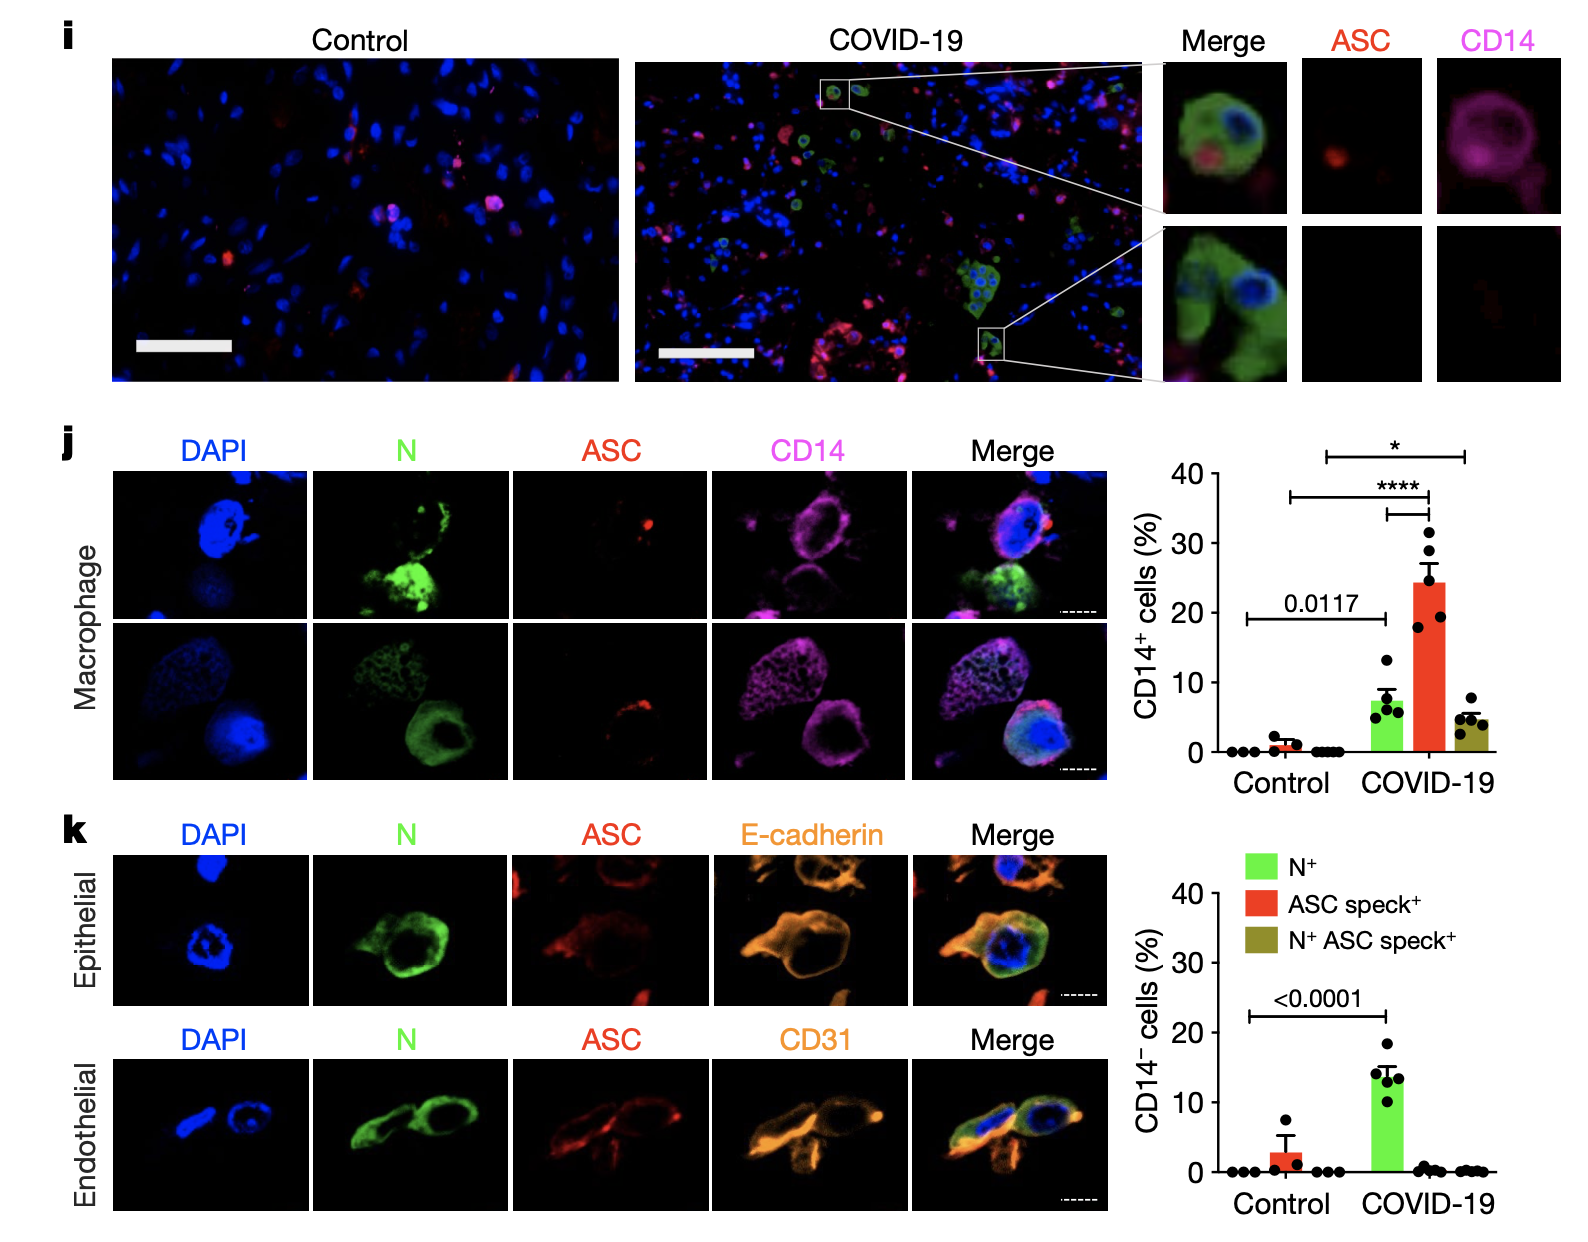 i
Control
COVID-19
Merge
ASC
CD14
j
DAPI
N
ASC
CD14
Merge
Macrophage
*
****
0.0117
CD14+ cells (%)
40
30
20
10
0
Control
COVID-19
k
DAPI
N
ASC
E-cadherin
Merge
Epithelial
DAPI
N
ASC
CD31
Merge
Endothelial
N+
ASC speck+
N+ ASC speck+
<0.0001
CD14− cells (%)
40
30
20
10
0
Control
COVID-19